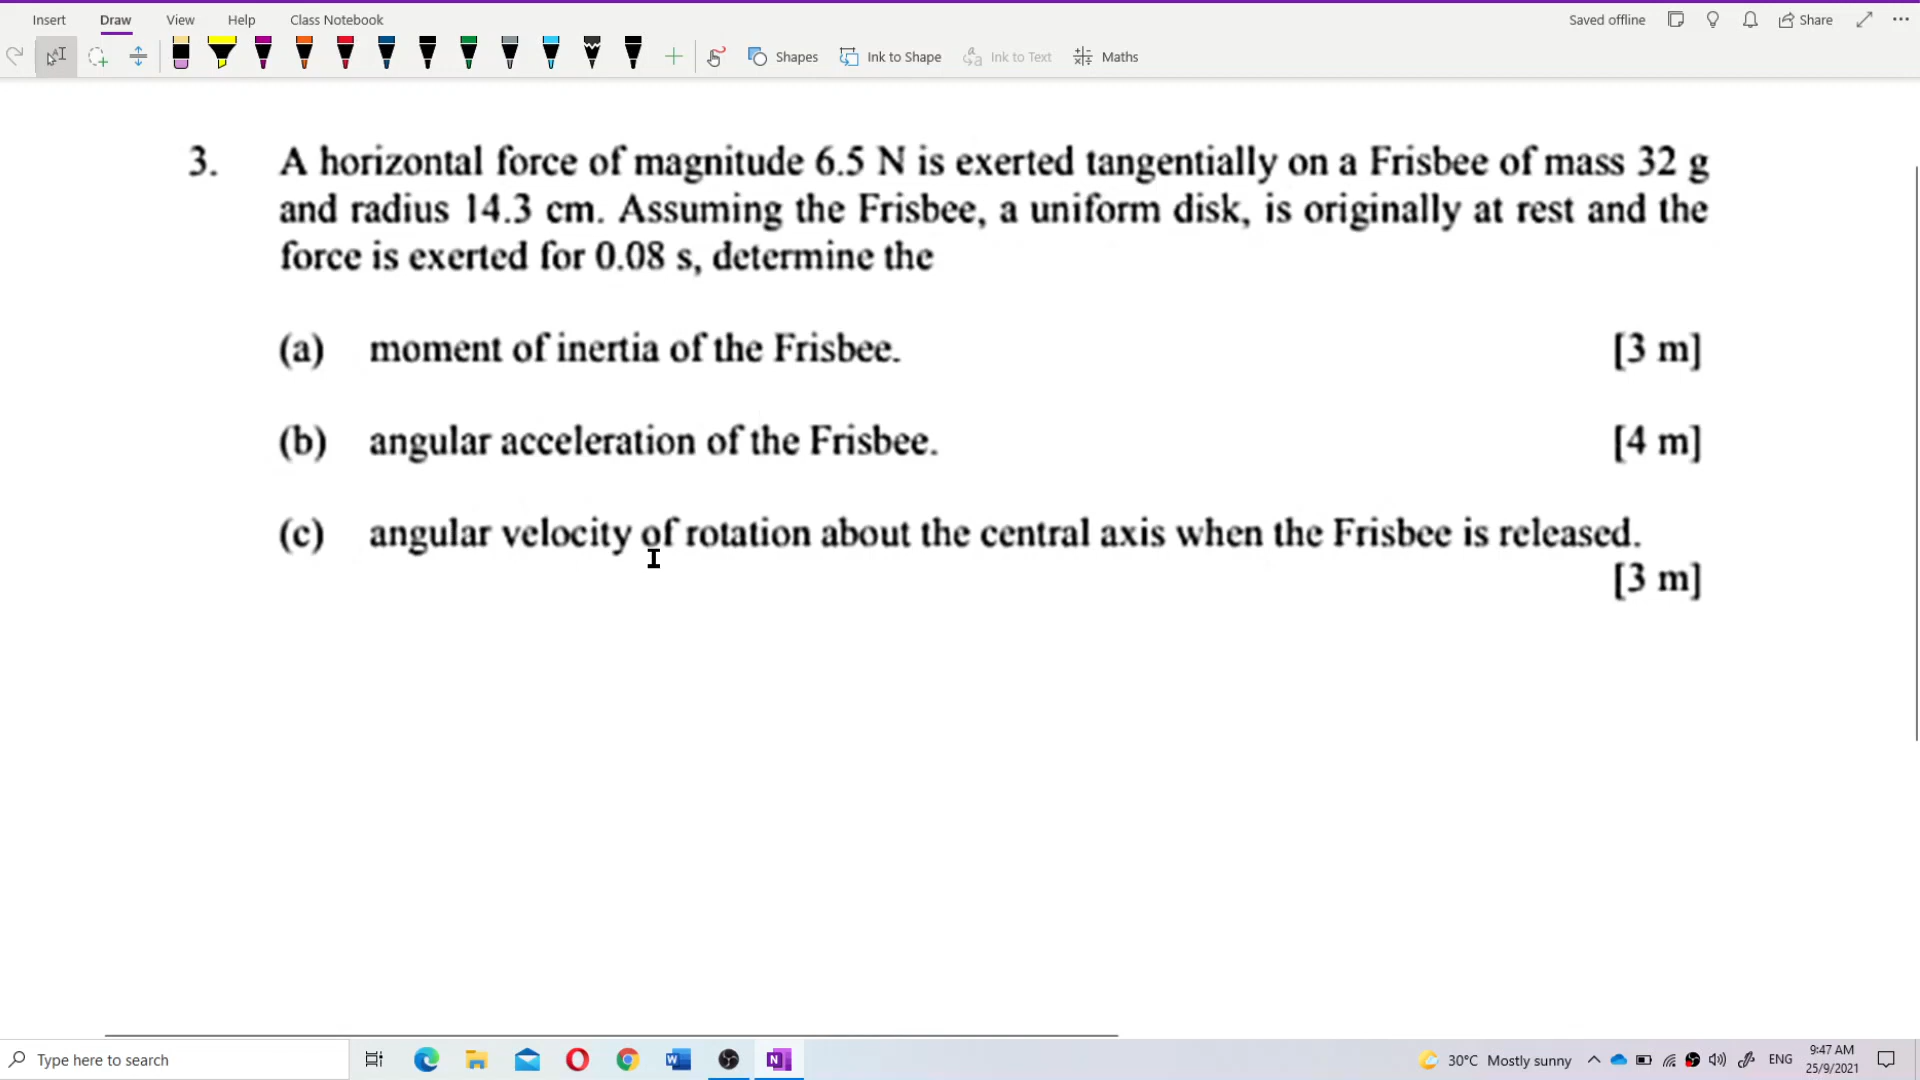 Insert Draw View Help Class Notebook Saved offline Share
Shapes Ink to Shape Ink to Text Maths
3. A horizontal force of magnitude 6.5 N is exerted tangentially on a Frisbee of mass 32 g
and radius 14.3 cm. Assuming the Frisbee, a uniform disk, is originally at rest and the
force is exerted for 0.08 s, determine the
(a) moment of inertia of the Frisbee. [3 m]
(b) angular acceleration of the Frisbee. [4 m]
(c) angular velocity of rotation about the central axis when the Frisbee is released.
[3 m]
Type here to search 30°C Mostly sunny ENG 9:47 AM
25/9/2021